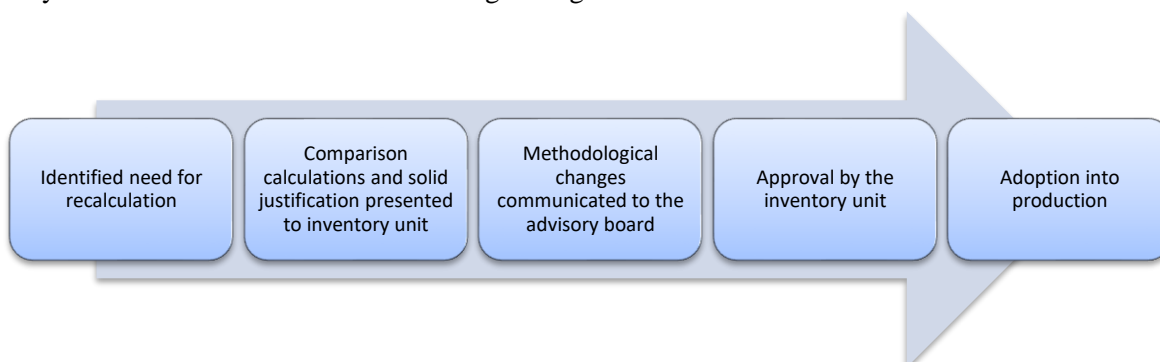 Identified need for
recalculation
Comparison
calculations and solid
justification presented
to inventory unit
Methodological
changes
communicated to the
advisory board
Approval by the
inventory unit
Adoption into
production